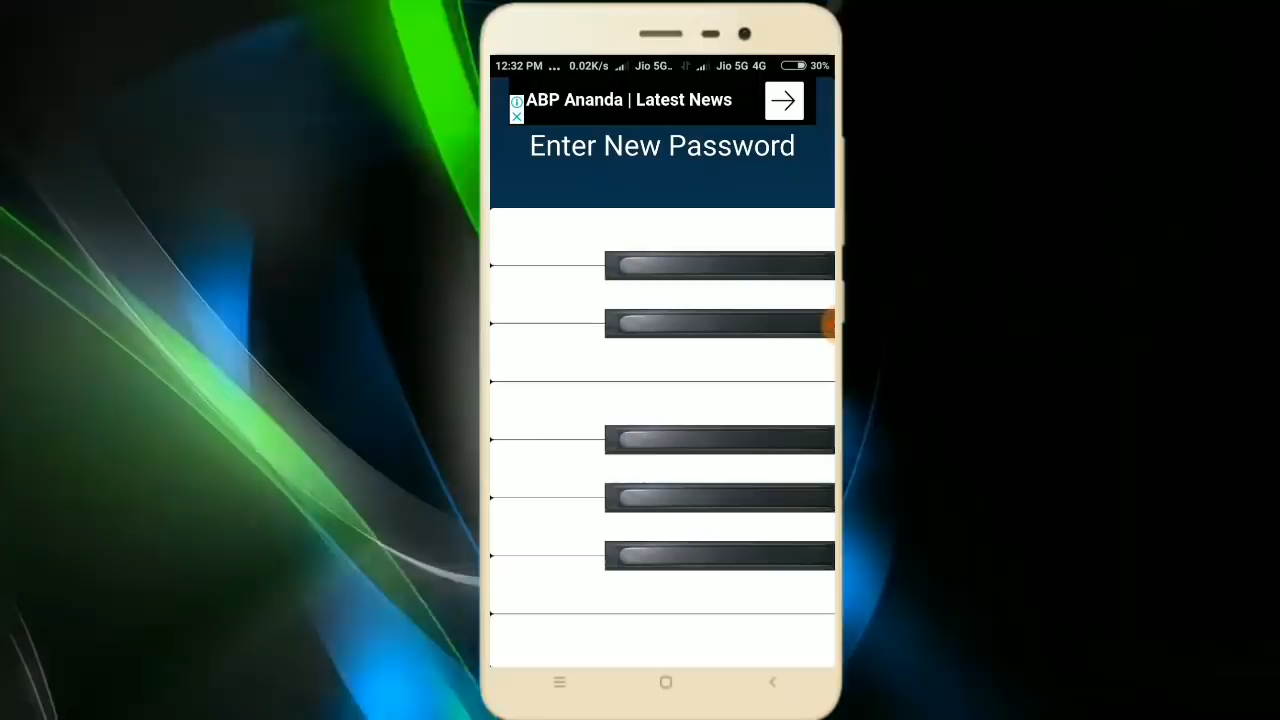 12:32 PM ... 0.02K/s Jio 5G.. Jio 5G 4G 30%
ABP Ananda | Latest News
Enter New Password